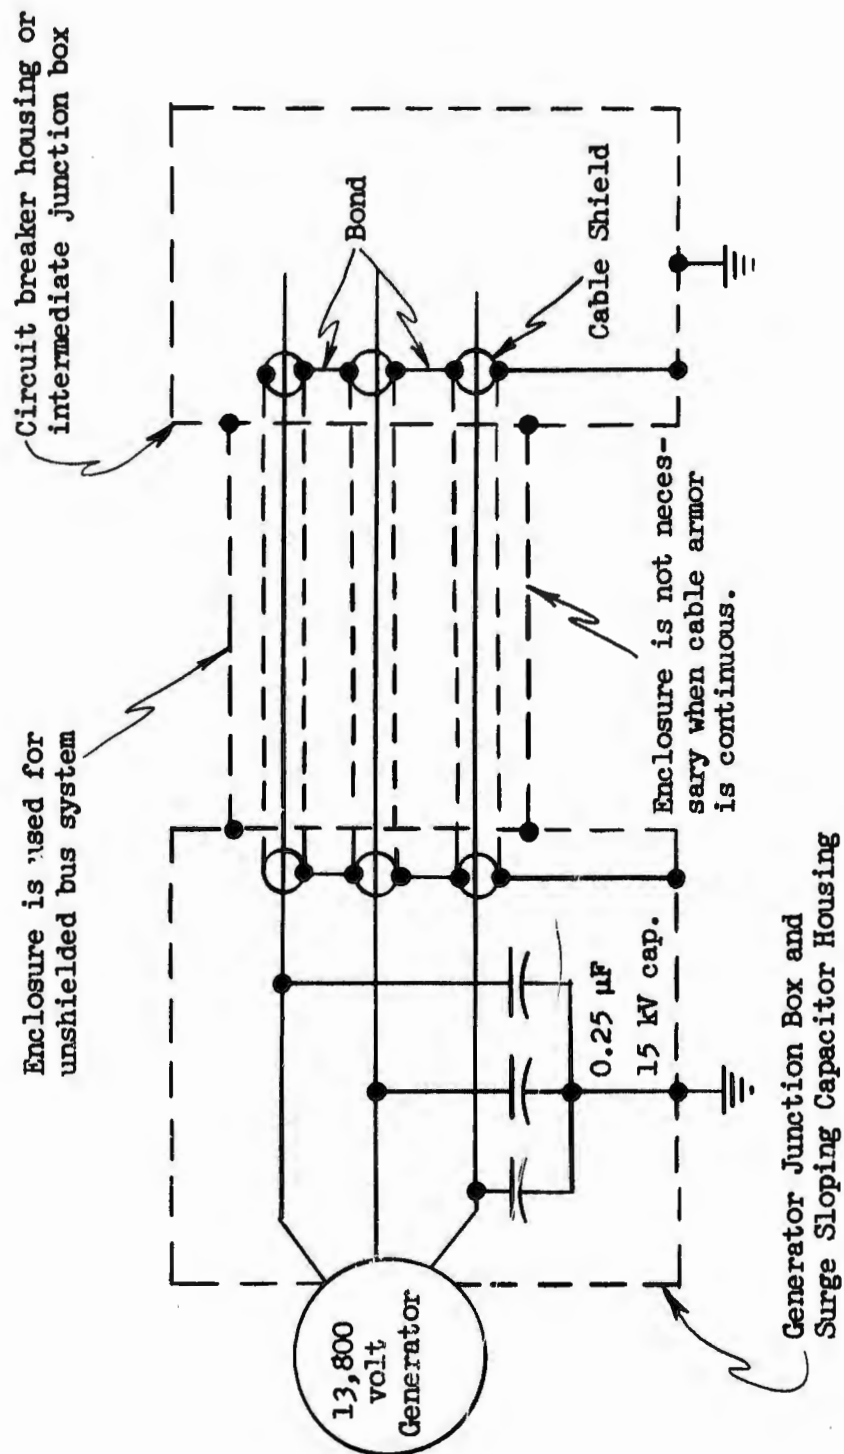 Circuit breaker housing or
intermediate junction box
Enclosure is used for
unshielded bus system
Bond
Cable Shield
Enclosure is not neces-
sary when cable armor
is continuous.
13,800
volt
Generator
0.25 µF
15 kV cap.
Generator Junction Box and
Surge Sloping Capacitor Housing